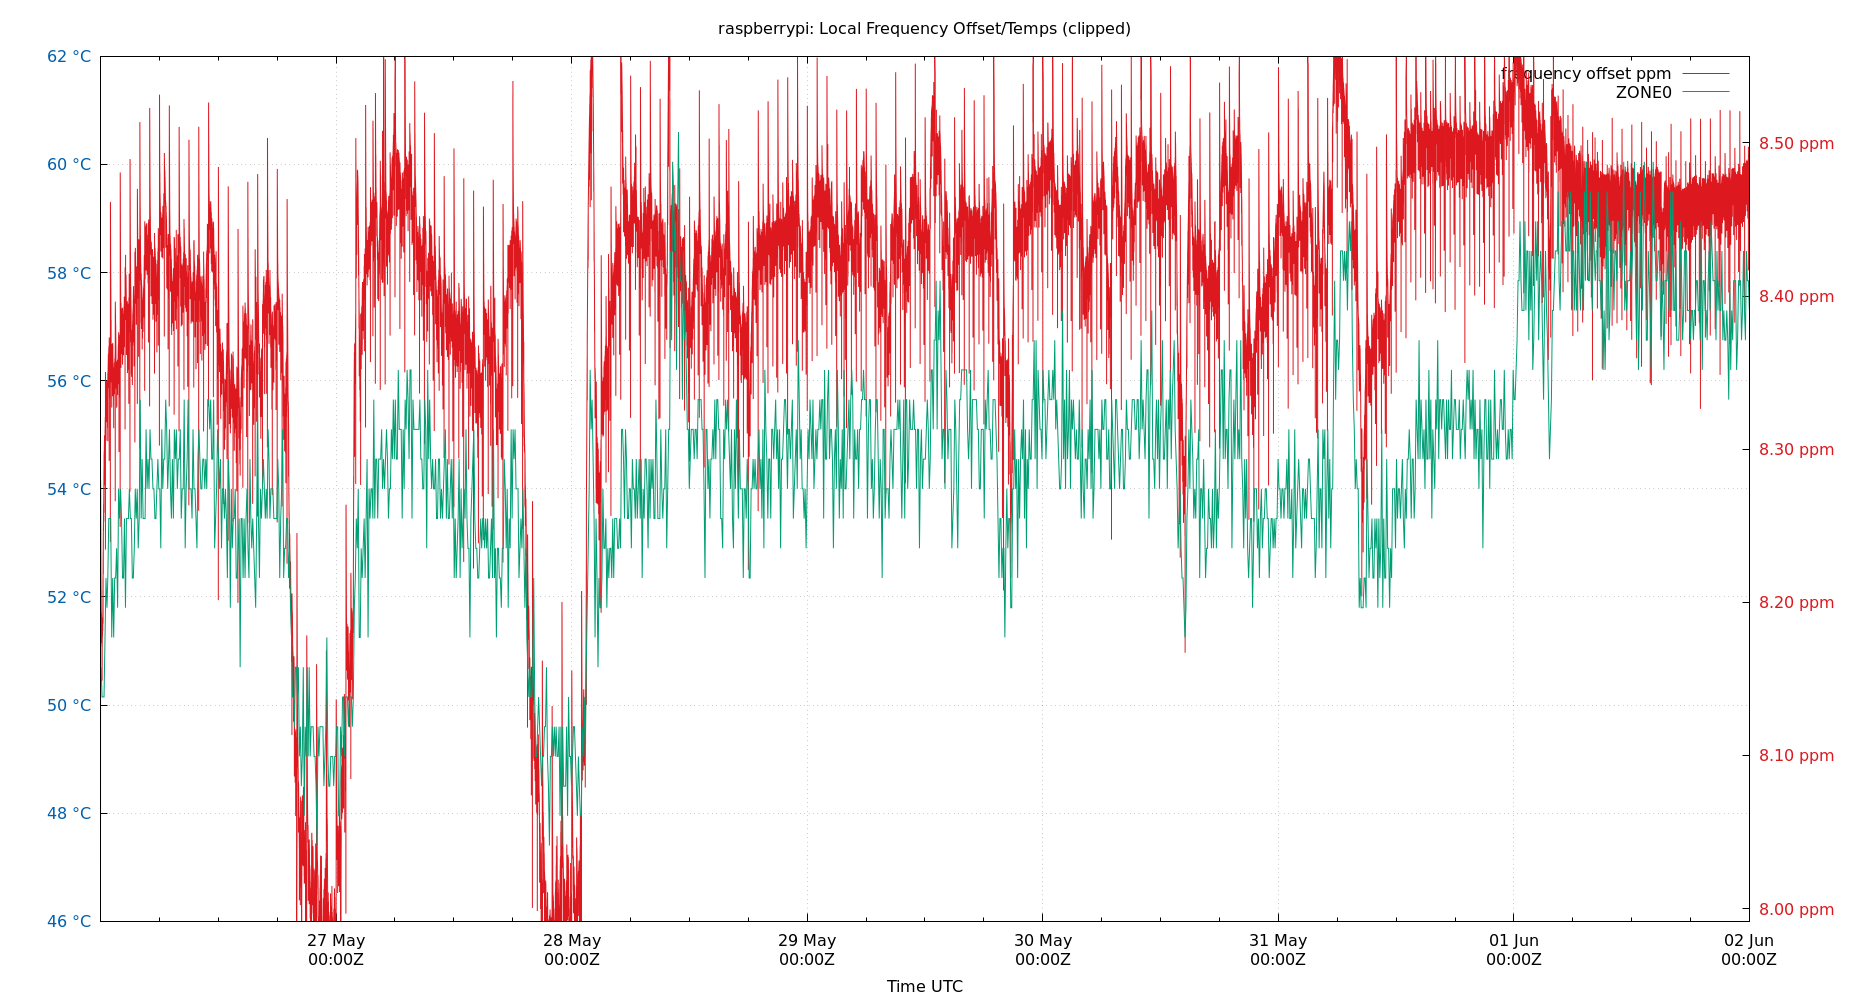 raspberrypi: Local Frequency Offset/Temps (clipped)
62 °C
60 °C
58 °C
56 °C
54 °C
52 °C
50 °C
48 °C
46 °C
frequency offset ppm
ZONE0
8.50 ppm
8.40 ppm
8.30 ppm
8.20 ppm
8.10 ppm
8.00 ppm
27 May
00:00Z
28 May
00:00Z
29 May
00:00Z
30 May
00:00Z
31 May
00:00Z
01 Jun
00:00Z
02 Jun
00:00Z
Time UTC